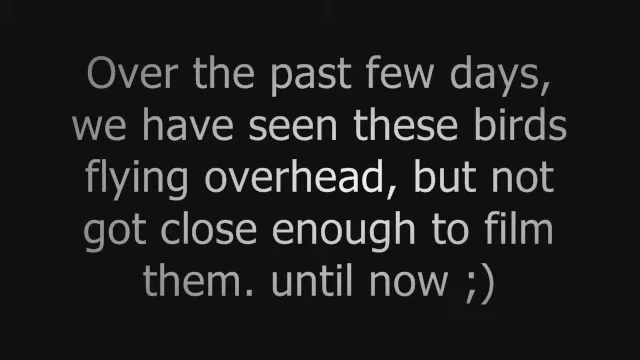 Over the past few days,
we have seen these birds
flying overhead, but not
got close enough to film
them. until now ;)